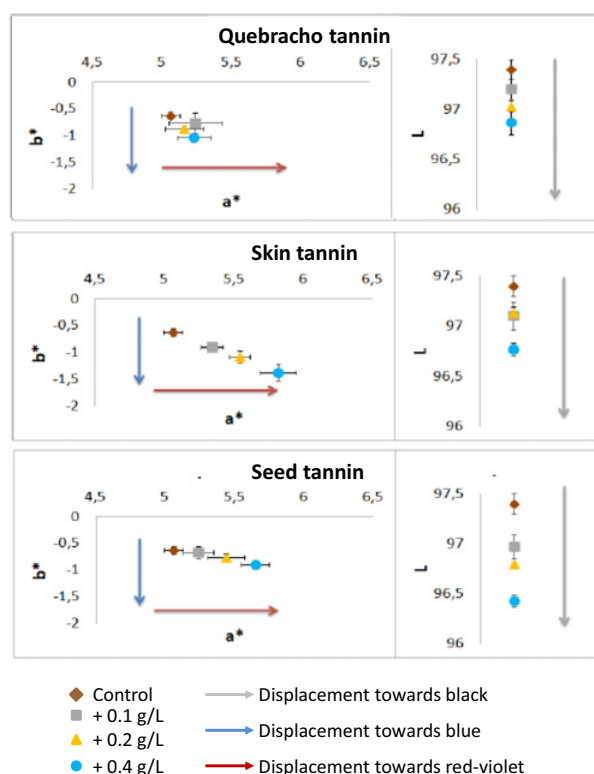 Quebracho tannin
4,5 5 5,5 6 6,5
0
-0,5
-1
-1,5
-2
b*
a*
97,5
97
96,5
96
L
Skin tannin
4,5 5 5,5 6 6,5
0
-0,5
-1
-1,5
-2
b*
a*
97,5
97
96,5
96
L
Seed tannin
4,5 5 5,5 6 6,5
0
-0,5
-1
-1,5
-2
b*
a*
97,5
97
96,5
96
L
Control
+ 0.1 g/L
+ 0.2 g/L
+ 0.4 g/L
Displacement towards black
Displacement towards blue
Displacement towards red-violet